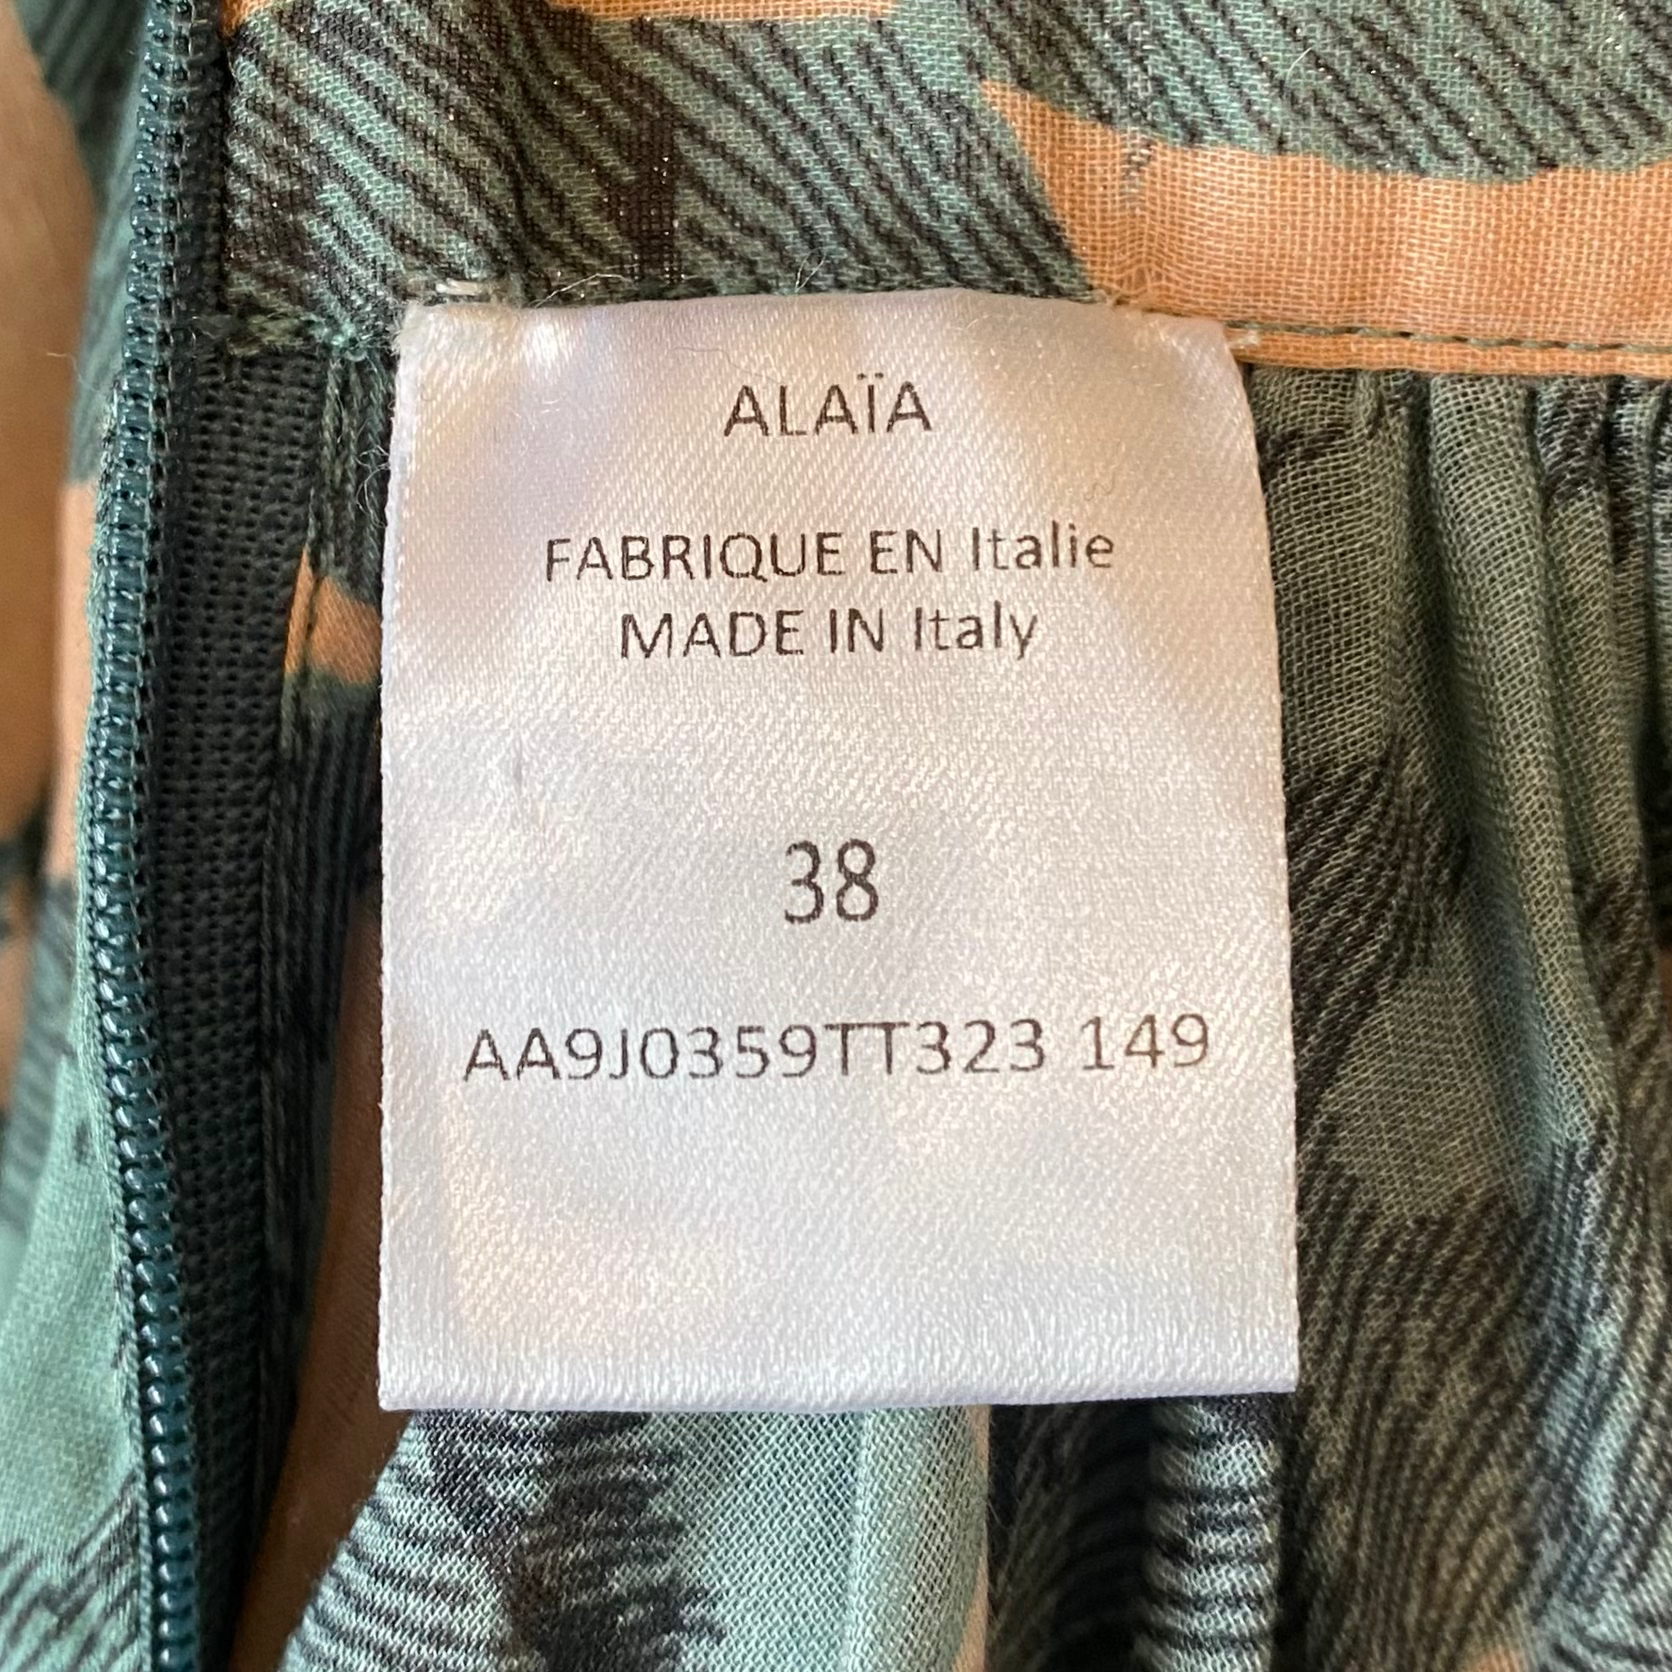 ALAÏA
FABRIQUE EN Italie
MADE IN Italy
38
AA9J0359TT323 149